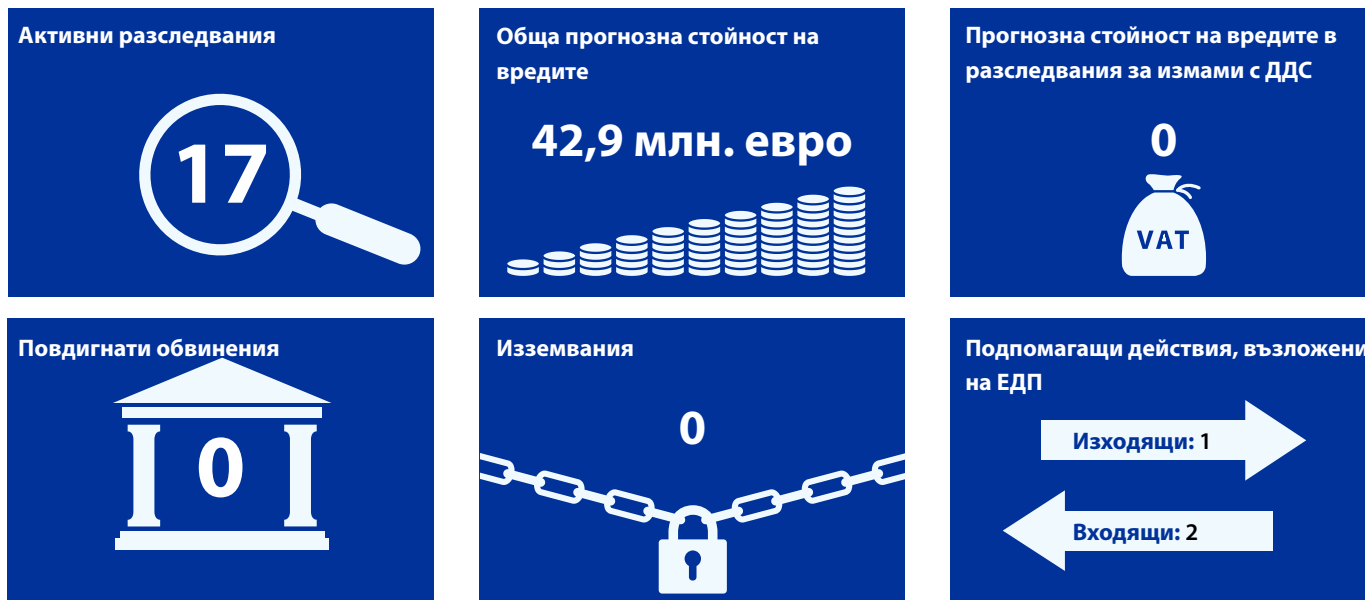 Активни разследвания
17
Обща прогнозна стойност на
вредите
42,9 млн. евро
Прогнозна стойност на вредите в
разследвания за измами с ДДС
0
VAT
Повдигнати обвинения
0
Изземвания
0
Подпомагащи действия, възложени
на ЕДП
Изходящи: 1
Входящи: 2